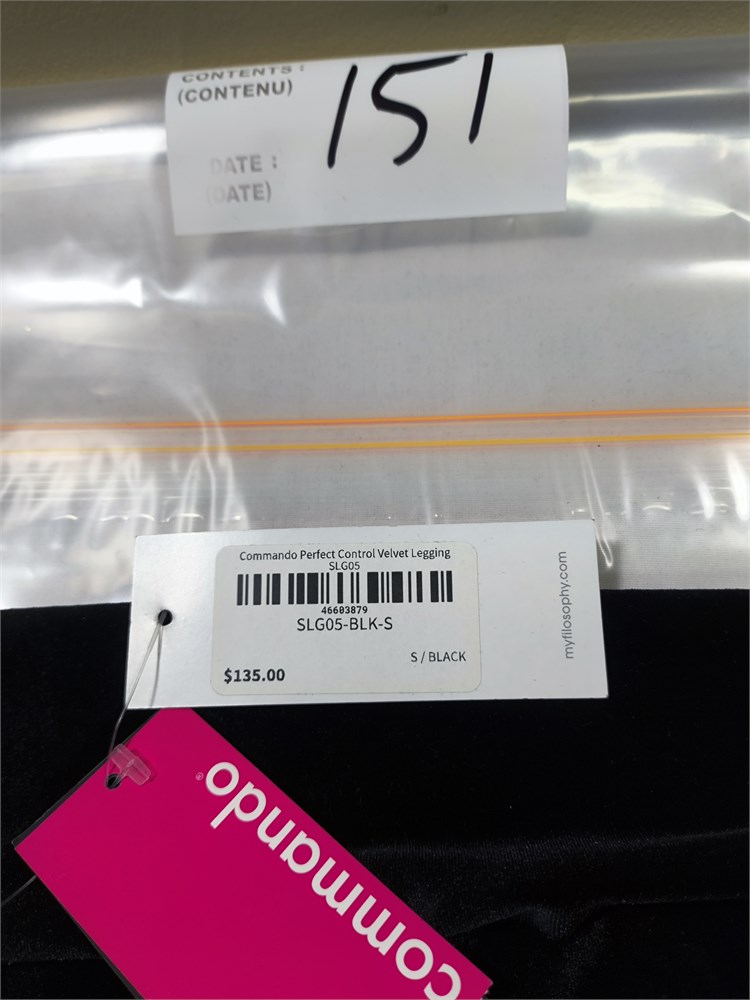 CONTENTS :
(CONTENU)
151
DATE :
(DATE)
Commando Perfect Control Velvet Legging
SLG05
46683879
SLG05-BLK-S
S / BLACK
$135.00
myfilosophy.com
commando®